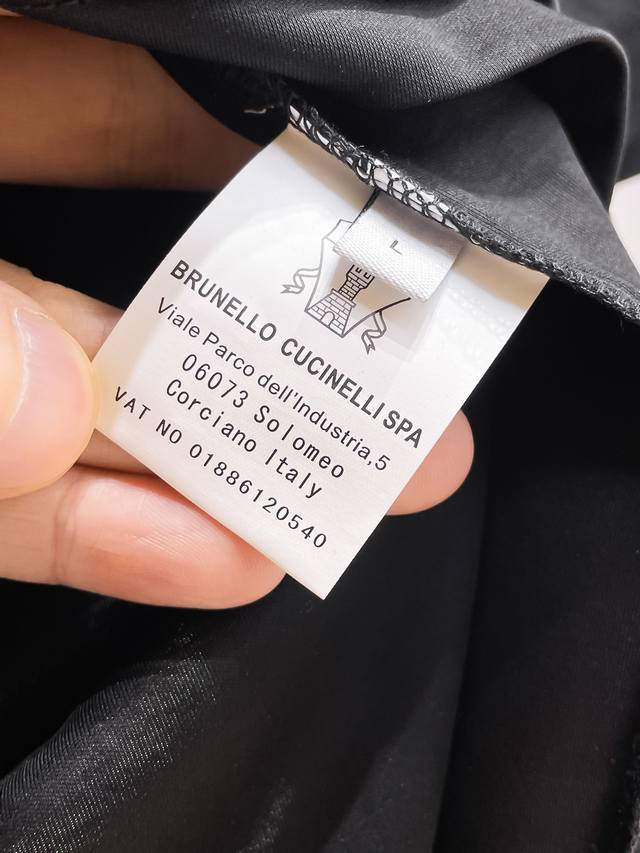 L
BRUNELLO CUCINELLI SPA
Viale Parco dell'Industria,5
06073 Solomeo
Corciano Italy
VAT NO 01886120540